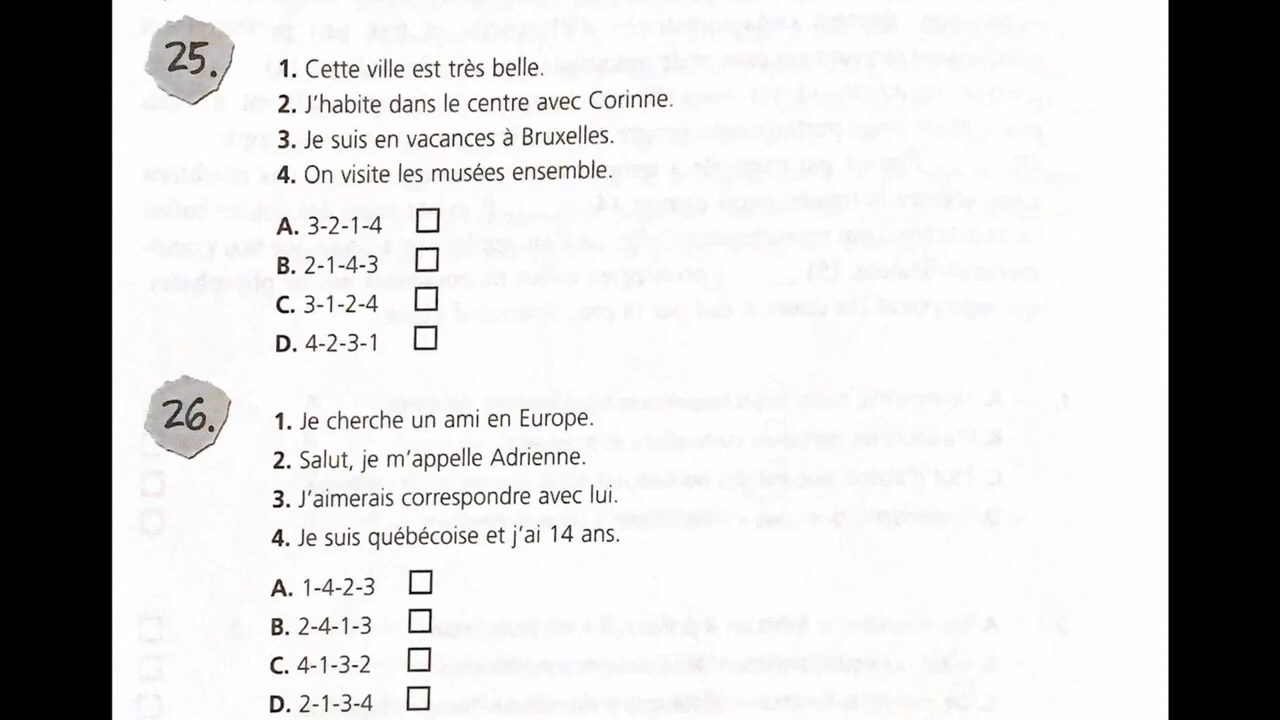 25.
1. Cette ville est très belle.
2. J'habite dans le centre avec Corinne.
3. Je suis en vacances à Bruxelles.
4. On visite les musées ensemble.
A. 3-2-1-4
B. 2-1-4-3
C. 3-1-2-4
D. 4-2-3-1
26.
1. Je cherche un ami en Europe.
2. Salut, je m'appelle Adrienne.
3. J'aimerais correspondre avec lui.
4. Je suis québécoise et j'ai 14 ans.
A. 1-4-2-3
B. 2-4-1-3
C. 4-1-3-2
D. 2-1-3-4